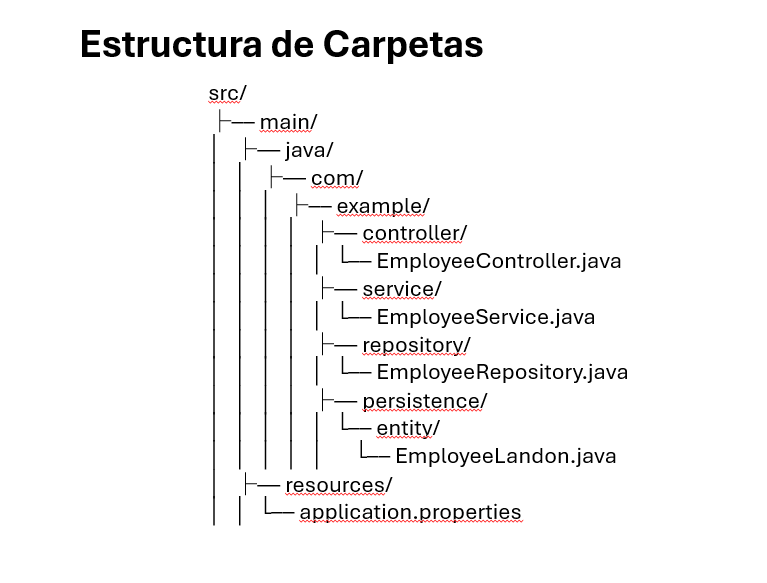 Estructura de Carpetas
src/
├── main/
│ ├── java/
│ │ ├── com/
│ │ │ ├── example/
│ │ │ │ ├── controller/
│ │ │ │ │ └── EmployeeController.java
│ │ │ │ ├── service/
│ │ │ │ │ └── EmployeeService.java
│ │ │ │ ├── repository/
│ │ │ │ │ └── EmployeeRepository.java
│ │ │ │ ├── persistence/
│ │ │ │ │ └── entity/
│ │ │ │ │ └── EmployeeLandon.java
│ ├── resources/
│ │ └── application.properties